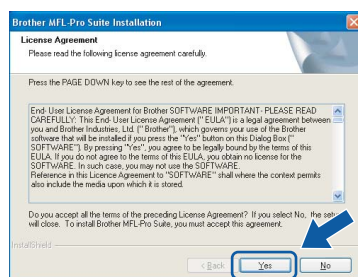 Brother MFL-Pro Suite Installation
License Agreement
Please read the following license agreement carefully.
Press the PAGE DOWN key to see the rest of the agreement.
End- User License Agreement for Brother SOFTWARE IMPORTANT- PLEASE READ
CAREFULLY: This End- User License Agreement (" EULA") is a legal agreement between
you and Brother Industries, Ltd. (" Brother"), which governs your use of the Brother
software that will be installed if you press the "Yes" button on this Dialog Box ("
SOFTWARE"). By pressing "Yes", you agree to be legally bound by the terms of this
EULA. If you do not agree to the terms of this EULA, you obtain no license for the
SOFTWARE. In such case, you may not use the SOFTWARE.
Reference in this Licence Agreement to "SOFTWARE" shall where the context permits
also include the media upon which it is stored.
Do you accept all the terms of the preceding License Agreement? If you select No, the setup
will close. To install Brother MFL-Pro Suite, you must accept this agreement.
InstallShield
< Back Yes No